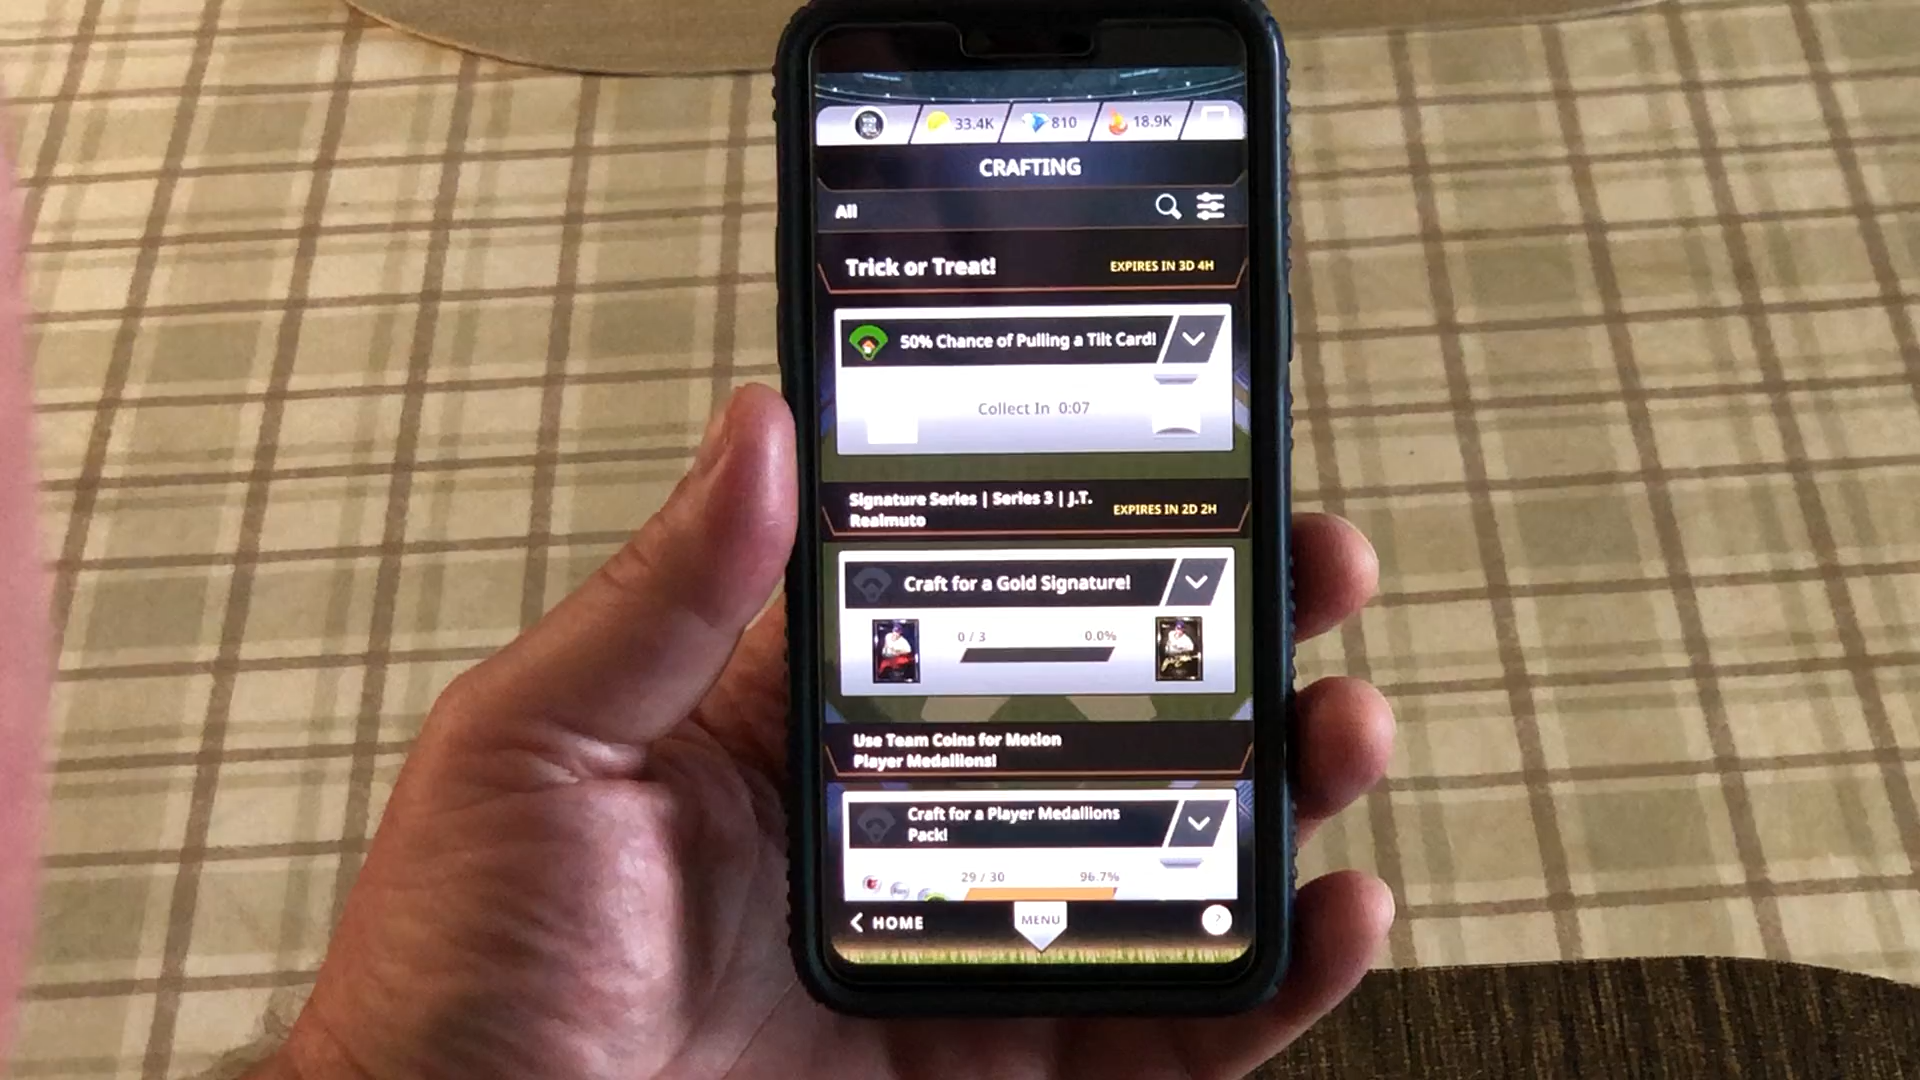 33.4K 810 18.9K
CRAFTING
All
Trick or Treat! EXPIRES IN 3D 4H
50% Chance of Pulling a Tilt Card!
Collect In 0:07
Signature Series | Series 3 | J.T.
Realmuto
EXPIRES IN 2D 2H
Craft for a Gold Signature!
0 / 3 0.0%
Use Team Coins for Motion
Player Medallions!
Craft for a Player Medallions
Pack!
29 / 30 96.7%
HOME MENU ?